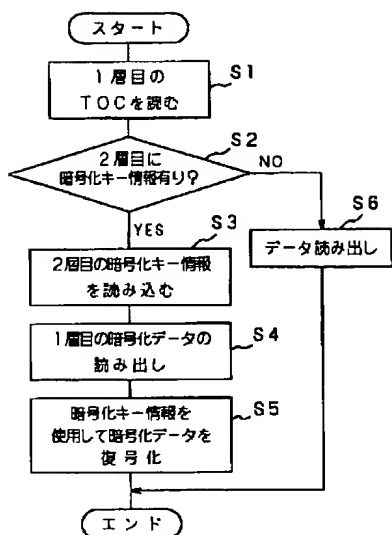 スタート
S1
1層目の
TOCを読む
S2
2層目に
暗号化キー情報有り?
NO
YES
S3
2層目の暗号化キー情報
を読み込む
S6
データ読み出し
1層目の暗号化データの
読み出し
S4
暗号化キー情報を
使用して暗号化データを
復号化
S5
エンド